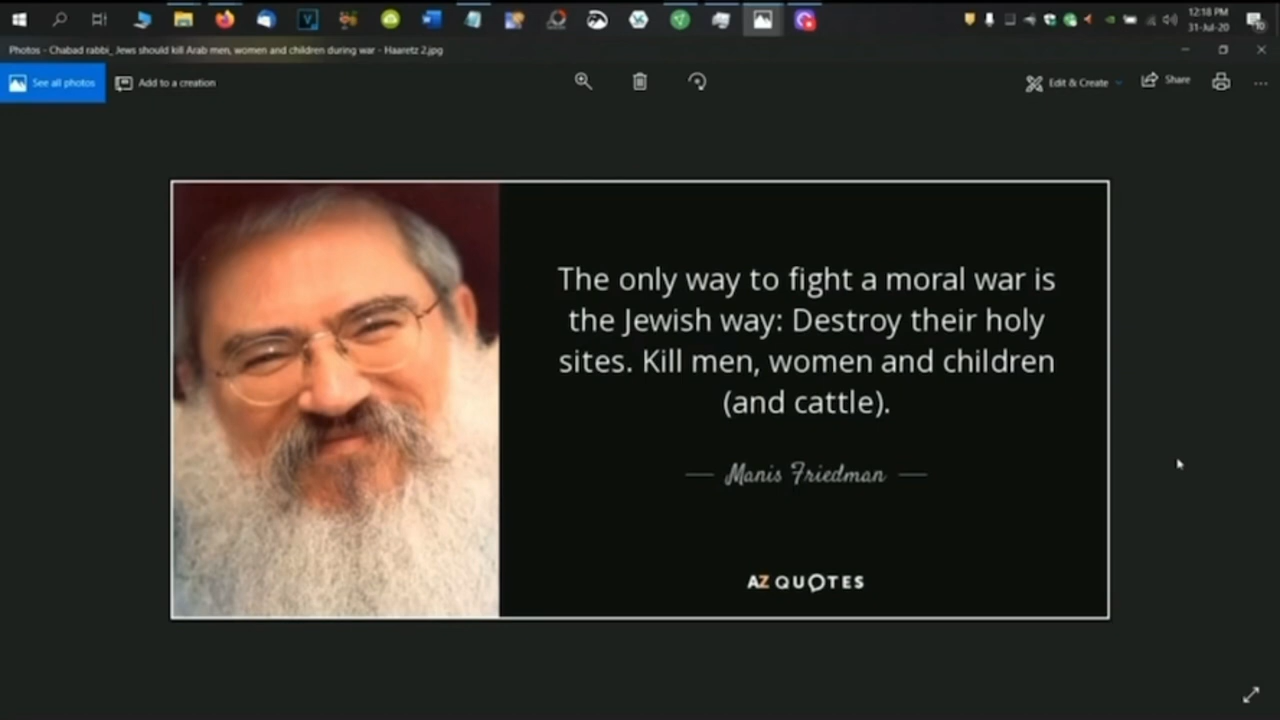 12:18 PM
31-Jul-20
10
Photos - Chabad rabbi_ Jews should kill Arab men, women and children during war - Haaretz 2.jpg
See all photos
Add to a creation
Edit & Create
Share
The only way to fight a moral war is
the Jewish way: Destroy their holy
sites. Kill men, women and children
(and cattle).
Manis Friedman
AZ QUOTES